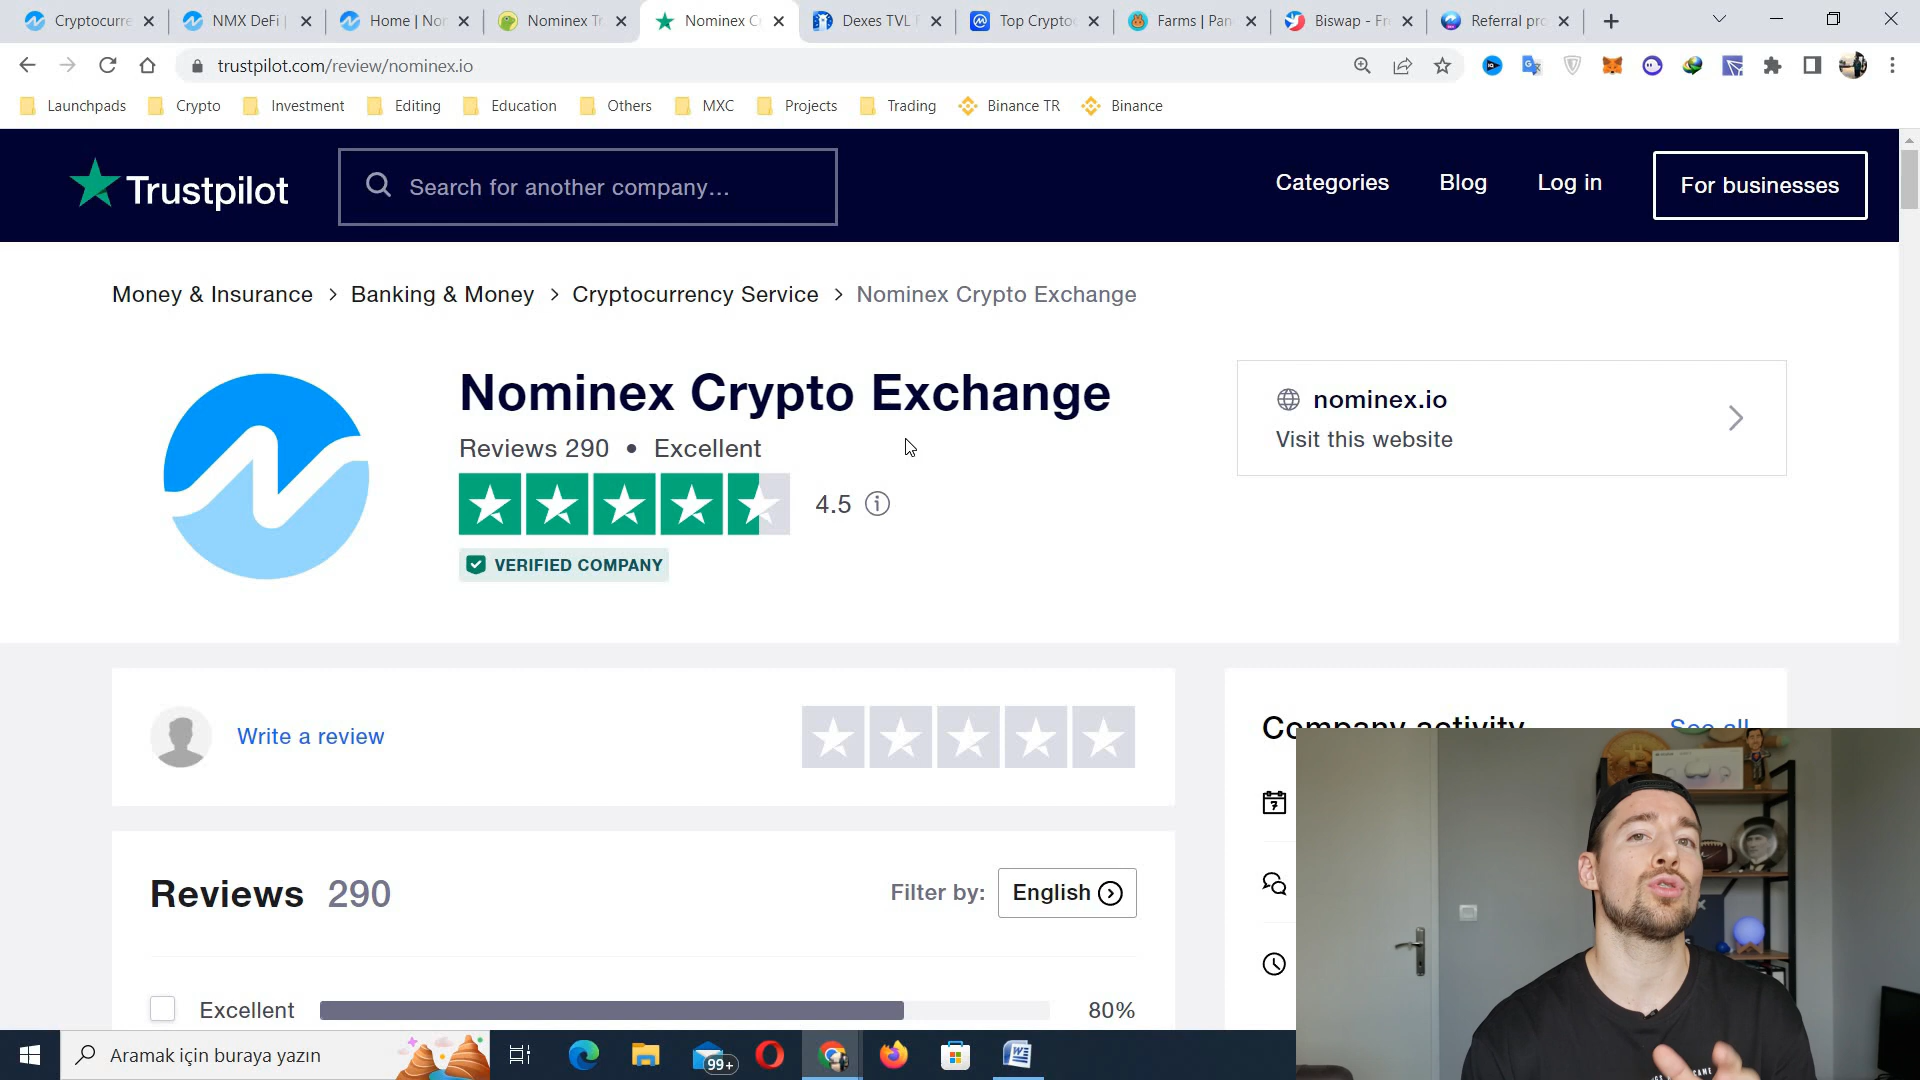 Cryptocurre
NMX DeFi |
Home | Nor
Nominex Tr
Nominex C
Dexes TVL
Top Crypto
Farms | Pan
Biswap - Fr
Referral pro
trustpilot.com/review/nominex.io
Launchpads
Crypto
Investment
Editing
Education
Others
MXC
Projects
Trading
Binance TR
Binance
Trustpilot
Search for another company...
Categories
Blog
Log in
For businesses
Money & Insurance > Banking & Money > Cryptocurrency Service > Nominex Crypto Exchange
Nominex Crypto Exchange
Reviews 290 • Excellent
4.5
VERIFIED COMPANY
nominex.io
Visit this website
Write a review
Company activity
See all
Reviews 290
Filter by:
English
Excellent
80%
Aramak için buraya yazın
99+